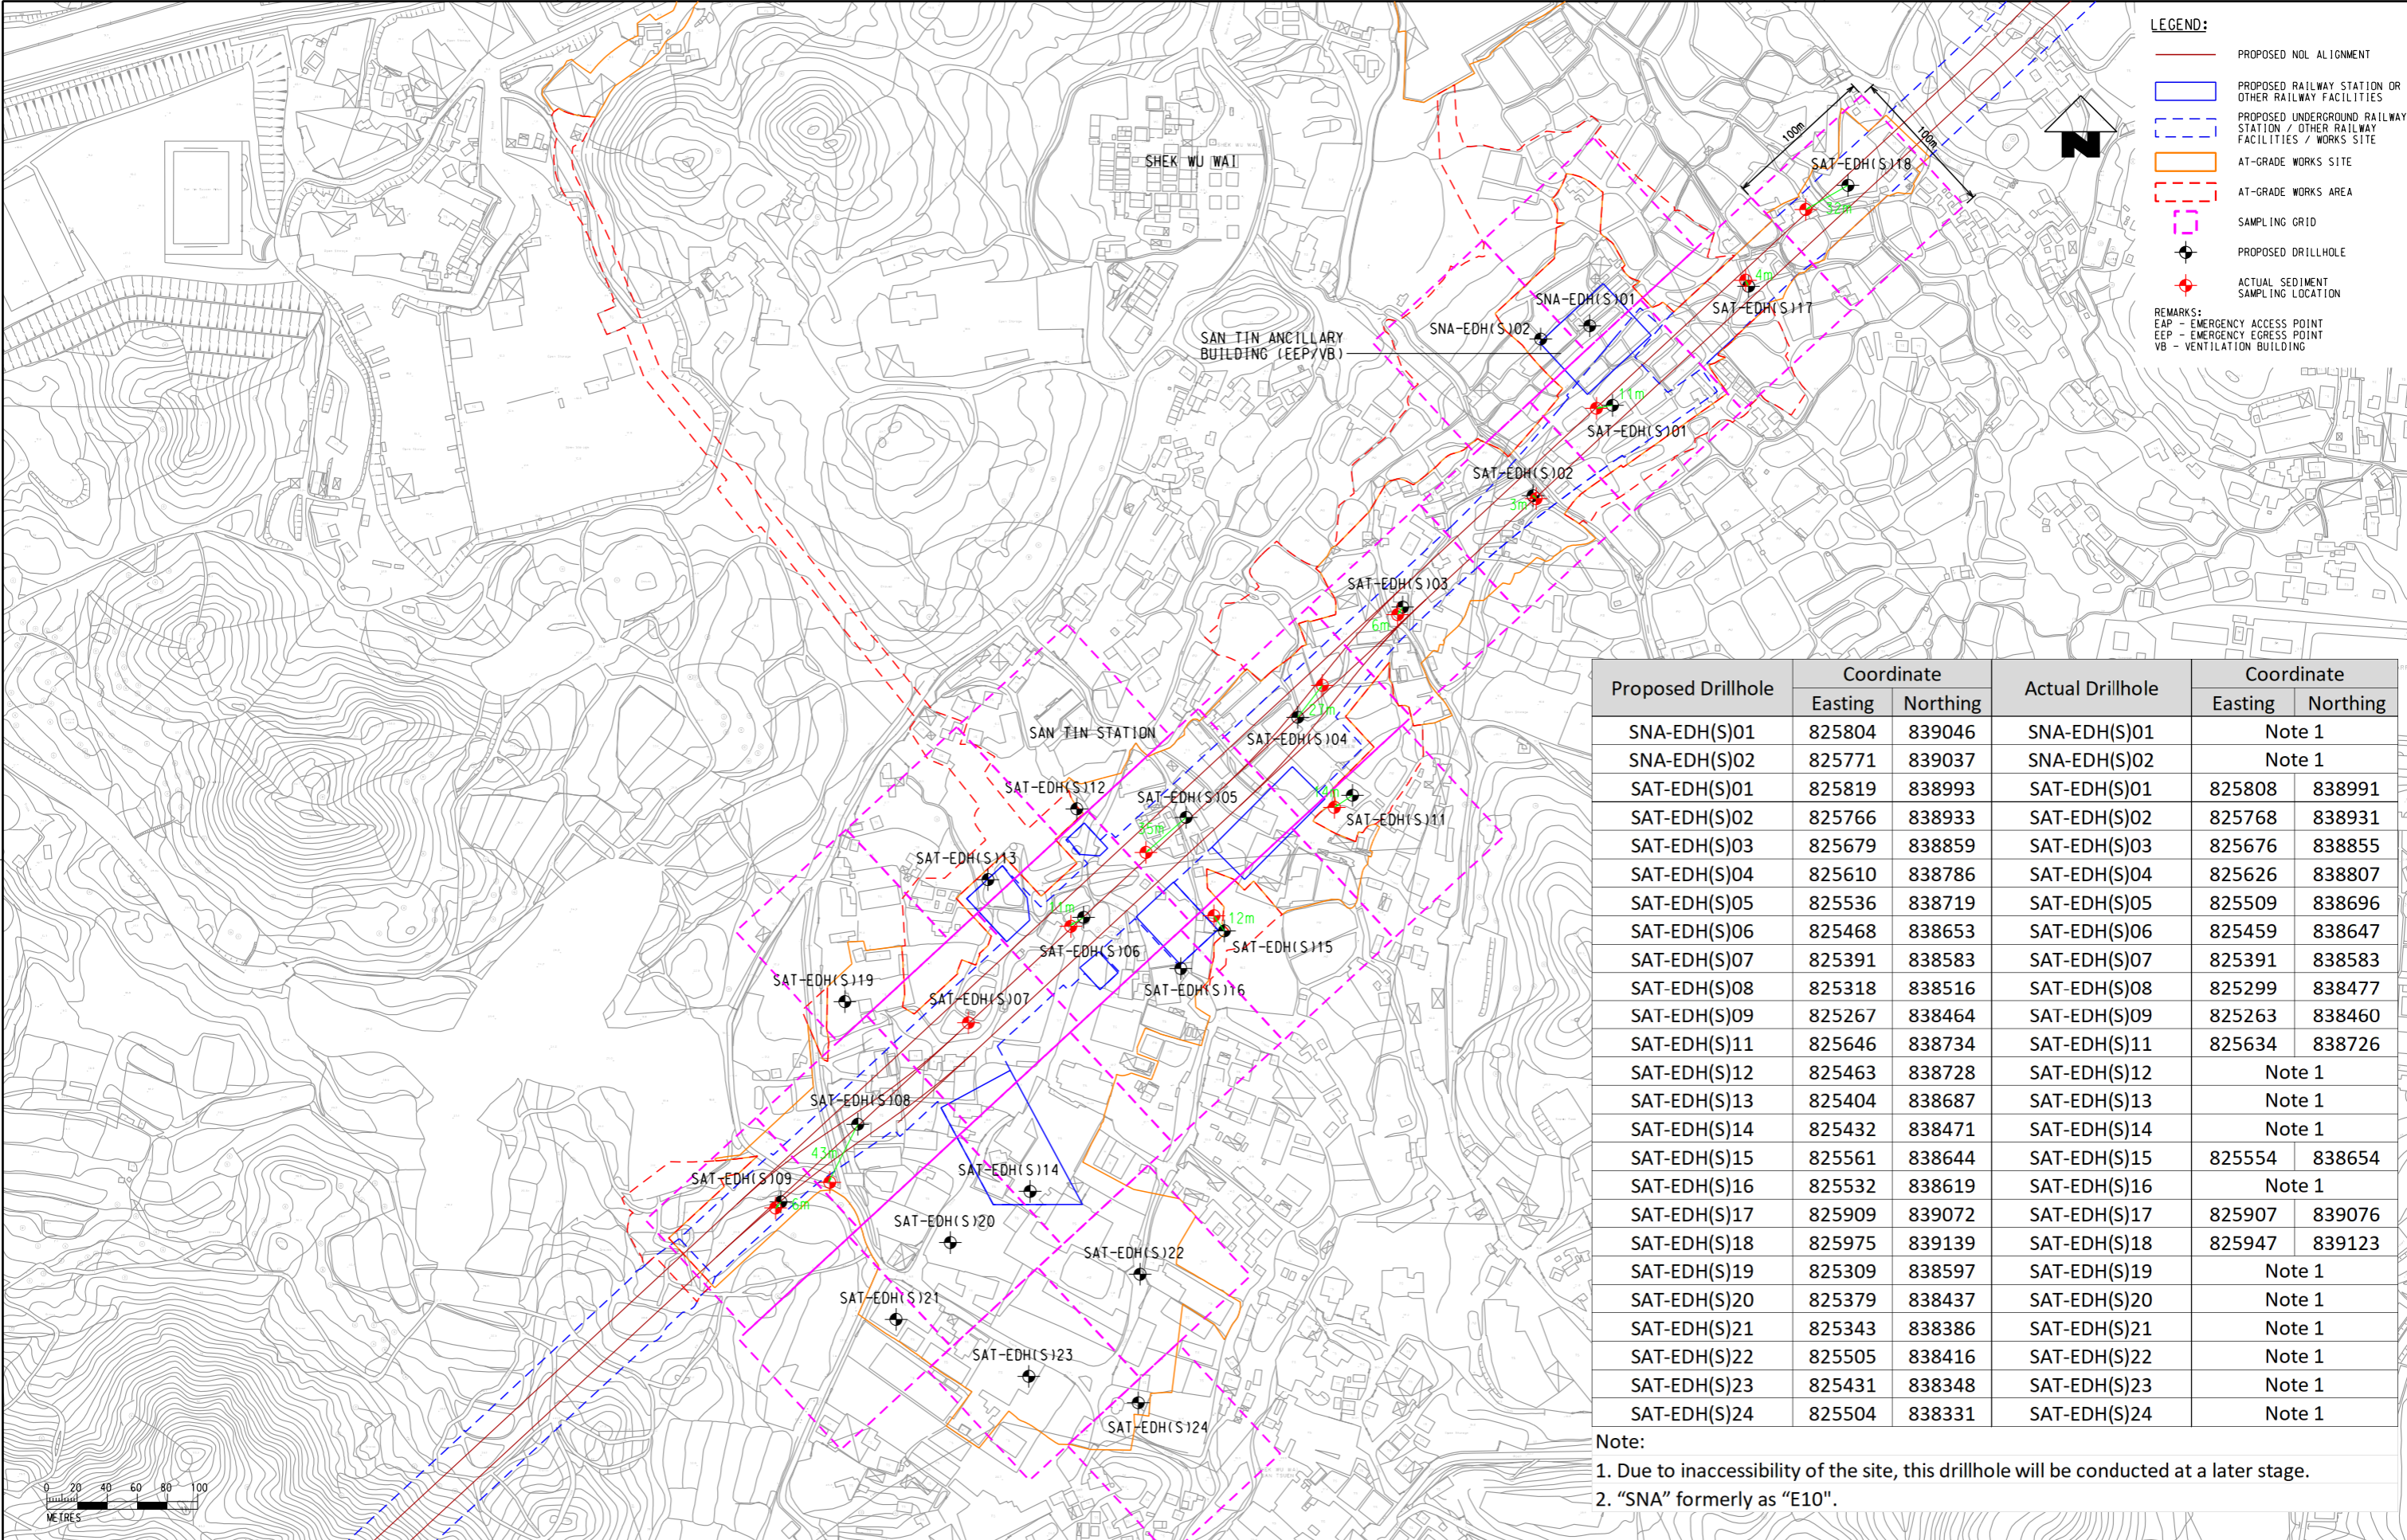 LEGEND:
PROPOSED NOL ALIGNMENT
PROPOSED RAILWAY STATION OR
OTHER RAILWAY FACILITIES
PROPOSED UNDERGROUND RAILWAY
STATION / OTHER RAILWAY
FACILITIES / WORKS SITE
AT-GRADE WORKS SITE
AT-GRADE WORKS AREA
SAMPLING GRID
PROPOSED DRILLHOLE
ACTUAL SEDIMENT
SAMPLING LOCATION
REMARKS:
EAP - EMERGENCY ACCESS POINT
EEP - EMERGENCY EGRESS POINT
VB - VENTILATION BUILDING
N
100m
100m
SHEK WU WAI
SAT-EDH(S)18
32m
4m
SAT-EDH(S)17
SNA-EDH(S)01
SNA-EDH(S)02
SAN TIN ANCILLARY
BUILDING (EEP/VB)
11m
SAT-EDH(S)01
SAT-EDH(S)02
3m
SAT-EDH(S)03
6m
27m
SAT-EDH(S)04
SAN TIN STATION
SAT-EDH(S)12
SAT-EDH(S)05
35m
14m
SAT-EDH(S)11
SAT-EDH(S)13
11m
12m
SAT-EDH(S)06
SAT-EDH(S)15
SAT-EDH(S)19
SAT-EDH(S)07
SAT-EDH(S)16
SAT-EDH(S)08
43m
SAT-EDH(S)09
6m
SAT-EDH(S)14
SAT-EDH(S)20
SAT-EDH(S)22
SAT-EDH(S)21
SAT-EDH(S)23
SAT-EDH(S)24
0 20 40 60 80 100
METRES
Proposed Drillhole Coordinate Actual Drillhole Coordinate
Easting Northing Easting Northing
SNA-EDH(S)01 825804 839046 SNA-EDH(S)01 Note 1
SNA-EDH(S)02 825771 839037 SNA-EDH(S)02 Note 1
SAT-EDH(S)01 825819 838993 SAT-EDH(S)01 825808 838991
SAT-EDH(S)02 825766 838933 SAT-EDH(S)02 825768 838931
SAT-EDH(S)03 825679 838859 SAT-EDH(S)03 825676 838855
SAT-EDH(S)04 825610 838786 SAT-EDH(S)04 825626 838807
SAT-EDH(S)05 825536 838719 SAT-EDH(S)05 825509 838696
SAT-EDH(S)06 825468 838653 SAT-EDH(S)06 825459 838647
SAT-EDH(S)07 825391 838583 SAT-EDH(S)07 825391 838583
SAT-EDH(S)08 825318 838516 SAT-EDH(S)08 825299 838477
SAT-EDH(S)09 825267 838464 SAT-EDH(S)09 825263 838460
SAT-EDH(S)11 825646 838734 SAT-EDH(S)11 825634 838726
SAT-EDH(S)12 825463 838728 SAT-EDH(S)12 Note 1
SAT-EDH(S)13 825404 838687 SAT-EDH(S)13 Note 1
SAT-EDH(S)14 825432 838471 SAT-EDH(S)14 Note 1
SAT-EDH(S)15 825561 838644 SAT-EDH(S)15 825554 838654
SAT-EDH(S)16 825532 838619 SAT-EDH(S)16 Note 1
SAT-EDH(S)17 825909 839072 SAT-EDH(S)17 825907 839076
SAT-EDH(S)18 825975 839139 SAT-EDH(S)18 825947 839123
SAT-EDH(S)19 825309 838597 SAT-EDH(S)19 Note 1
SAT-EDH(S)20 825379 838437 SAT-EDH(S)20 Note 1
SAT-EDH(S)21 825343 838386 SAT-EDH(S)21 Note 1
SAT-EDH(S)22 825505 838416 SAT-EDH(S)22 Note 1
SAT-EDH(S)23 825431 838348 SAT-EDH(S)23 Note 1
SAT-EDH(S)24 825504 838331 SAT-EDH(S)24 Note 1
Note:
1. Due to inaccessibility of the site, this drillhole will be conducted at a later stage.
2. “SNA” formerly as “E10".